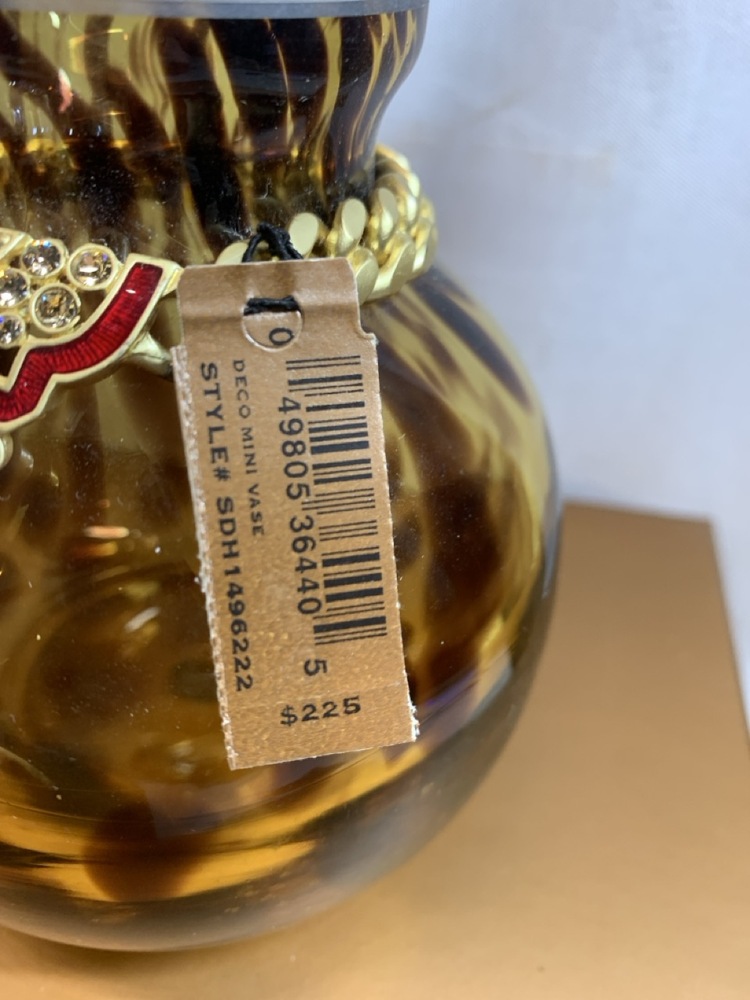 0 49805 36440 5
DECO MINI VASE
STYLE# SDH1496222
$225